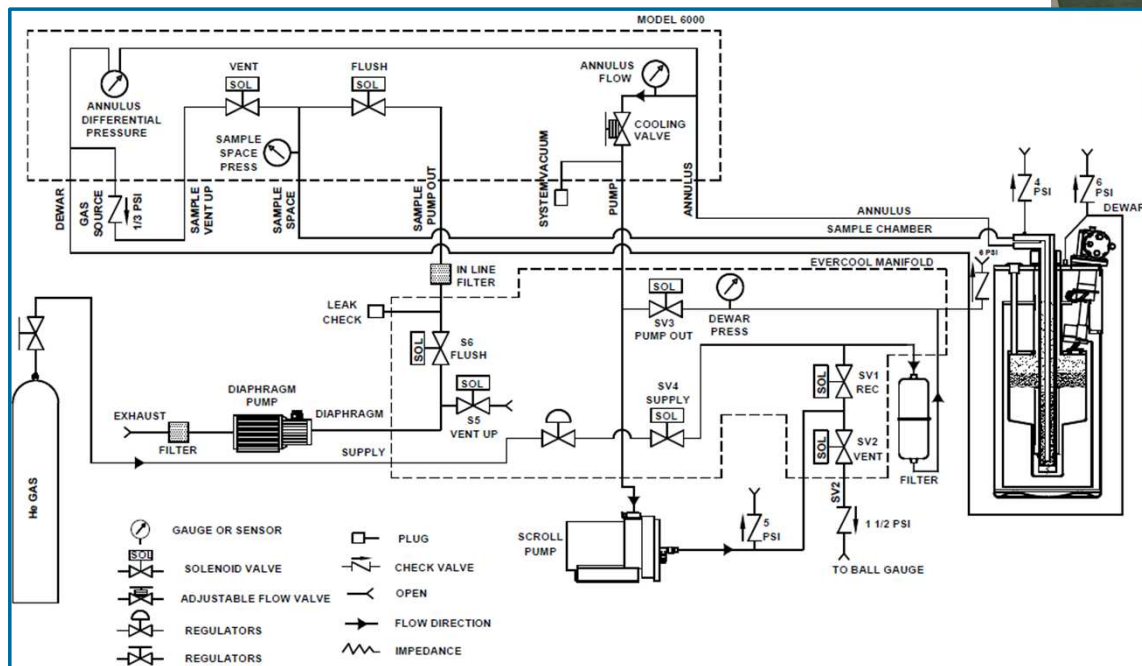 MODEL 6000
VENT
SOL
FLUSH
SOL
ANNULUS
FLOW
ANNULUS
DIFFERENTIAL
PRESSURE
SAMPLE
SPACE
PRESS
COOLING
VALVE
DEWAR
GAS
SOURCE
1/3 PSI
SAMPLE
VENT UP
SAMPLE
SPACE
SAMPLE
PUMP OUT
SYSTEM VACUUM
PUMP
ANNULUS
4
PSI
6
PSI
DEWAR
ANNULUS
SAMPLE CHAMBER
EVERCOOL MANIFOLD
6 PSI
IN LINE
FILTER
LEAK
CHECK
SOL
SV3
PUMP OUT
DEWAR
PRESS
SOL
S6
FLUSH
SOL
S5
VENT UP
DIAPHRAGM
PUMP
DIAPHRAGM
EXHAUST
FILTER
SUPPLY
SV4
SUPPLY
SOL
SOL
SV1
REC
SOL
SV2
VENT
FILTER
SV2
He GAS
SCROLL
PUMP
5
PSI
1 1/2 PSI
TO BALL GAUGE
GAUGE OR SENSOR
SOL
SOLENOID VALVE
ADJUSTABLE FLOW VALVE
REGULATORS
REGULATORS
PLUG
CHECK VALVE
OPEN
FLOW DIRECTION
IMPEDANCE